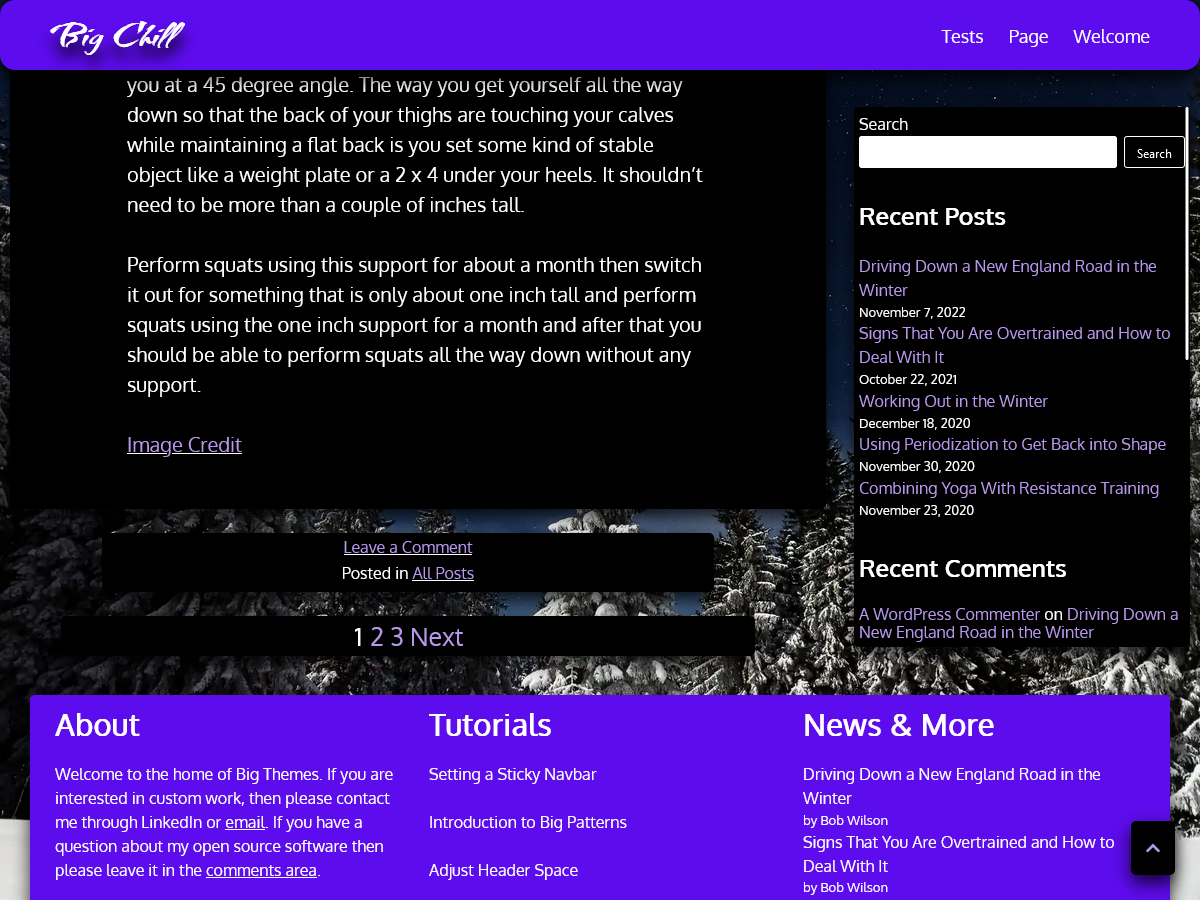 Big Chill
Tests
Page
Welcome
you at a 45 degree angle. The way you get yourself all the way
down so that the back of your thighs are touching your calves
while maintaining a flat back is you set some kind of stable
object like a weight plate or a 2 x 4 under your heels. It shouldn’t
need to be more than a couple of inches tall.
Perform squats using this support for about a month then switch
it out for something that is only about one inch tall and perform
squats using the one inch support for a month and after that you
should be able to perform squats all the way down without any
support.
Image Credit
Leave a Comment
Posted in All Posts
1 2 3 Next
Search
Search
Recent Posts
Driving Down a New England Road in the
Winter
November 7, 2022
Signs That You Are Overtrained and How to
Deal With It
October 22, 2021
Working Out in the Winter
December 18, 2020
Using Periodization to Get Back into Shape
November 30, 2020
Combining Yoga With Resistance Training
November 23, 2020
Recent Comments
A WordPress Commenter on Driving Down a
New England Road in the Winter
About
Welcome to the home of Big Themes. If you are
interested in custom work, then please contact
me through LinkedIn or email. If you have a
question about my open source software then
please leave it in the comments area.
Tutorials
Setting a Sticky Navbar
Introduction to Big Patterns
Adjust Header Space
News & More
Driving Down a New England Road in the
Winter
by Bob Wilson
Signs That You Are Overtrained and How to
Deal With It
by Bob Wilson